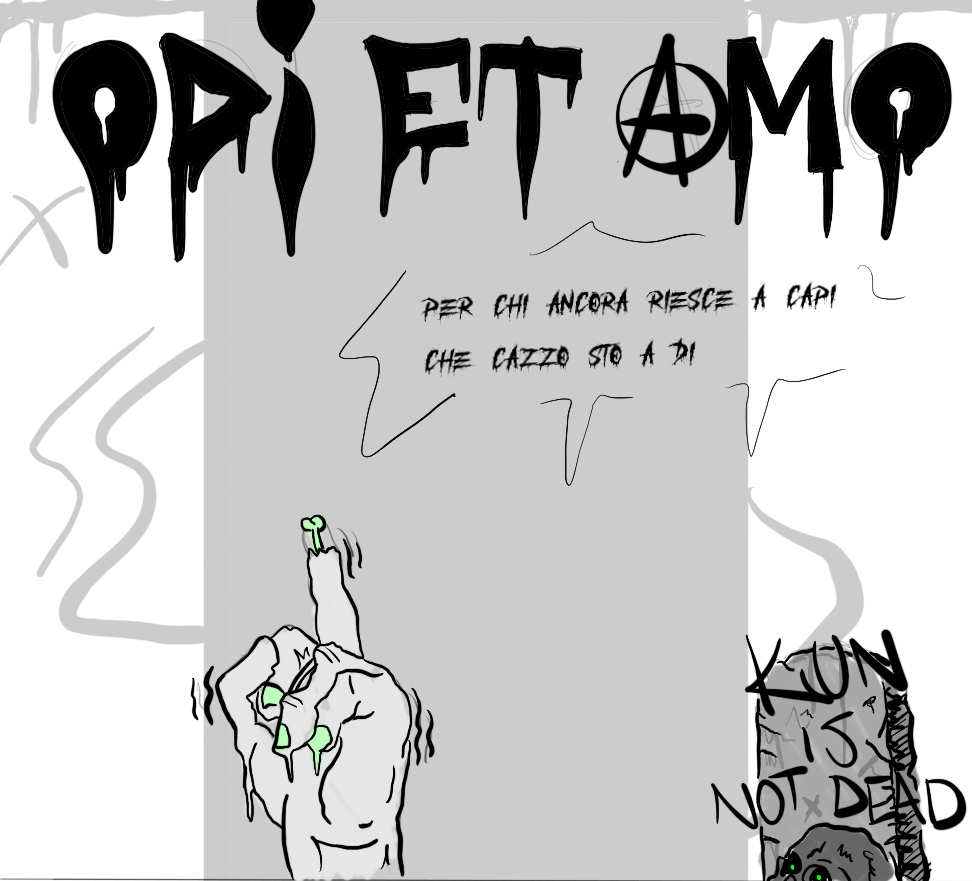 ODi ET AMO
PER CHI ANCORA RIESCE A CAPI
CHE CAZZO STO A DI
KUN
IS
NOT DEAD